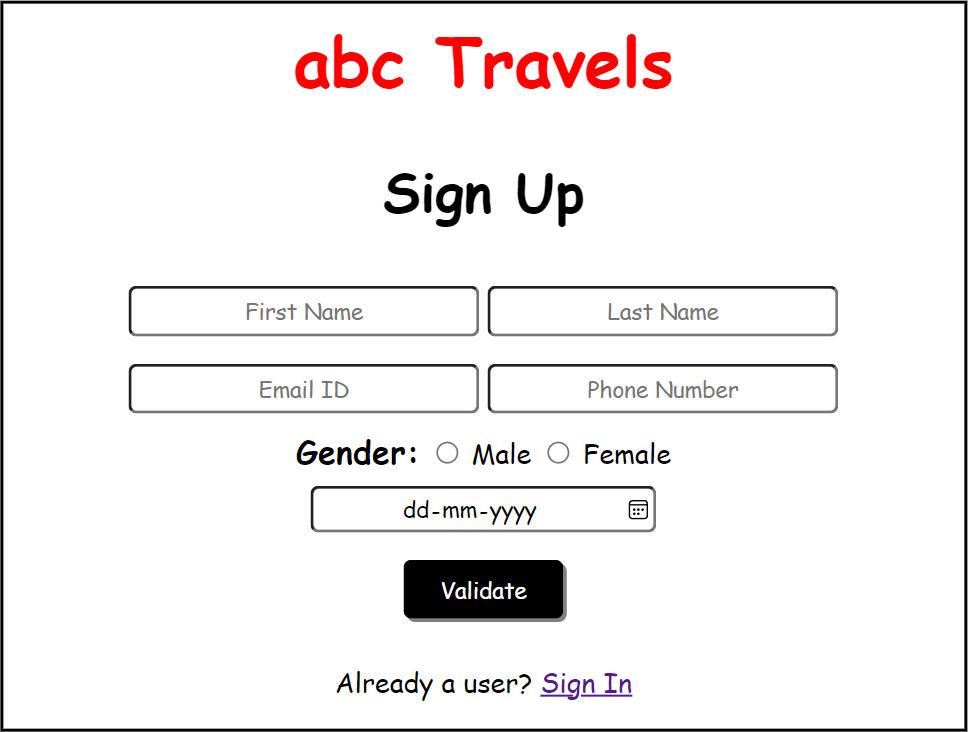 abc Travels
Sign Up
First Name Last Name
Email ID Phone Number
Gender: Male Female
dd-mm-yyyy
Validate
Already a user? Sign In